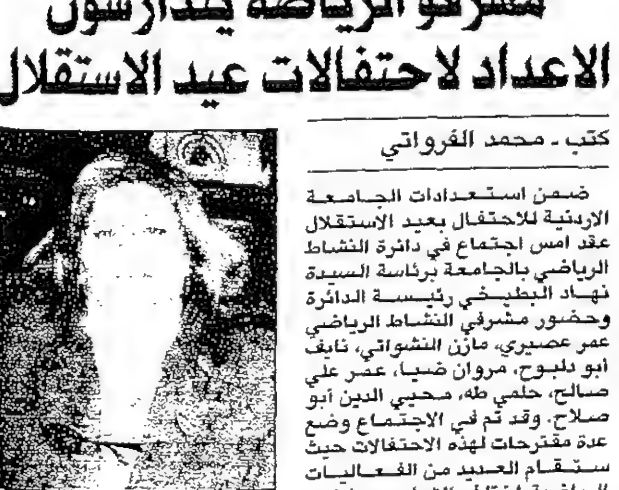 مشرفو الرياضة يتدارسون
الاعداد لاحتفالات عيد الاستقلال
كتب - محمد الفرواتي
ضمن استعدادات الجامعة
الاردنية للاحتفال بعيد الاستقلال
عقد امس اجتماع في دائرة النشاط
الرياضي بالجامعة برئاسة السيدة
نهاد البطيخي رئيسة الدائرة
وحضور مشرفي النشاط الرياضي
عمر عصيري، مازن النشواتي، نايف
أبو دلبوح، مروان ضيا، عمر علي
صالح، حلمي طه، محيي الدين أبو
صلاح. وقد تم في الاجتماع وضع
عدة مقترحات لهذه الاحتفالات حيث
ستقام العديد من الفعاليات